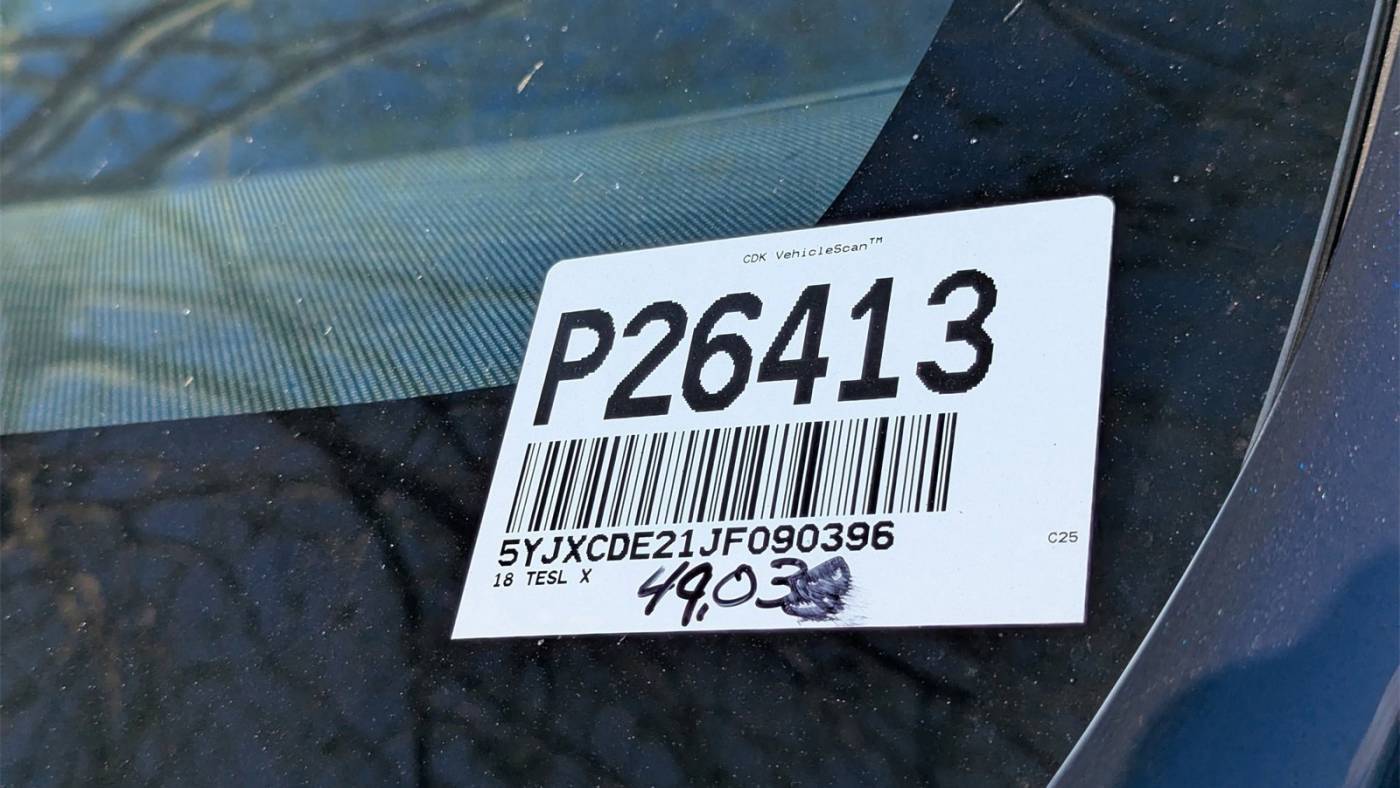 CDK VehicleScan™
P26413
5YJXCDE21JF090396
C25
18 TESL X
49,03